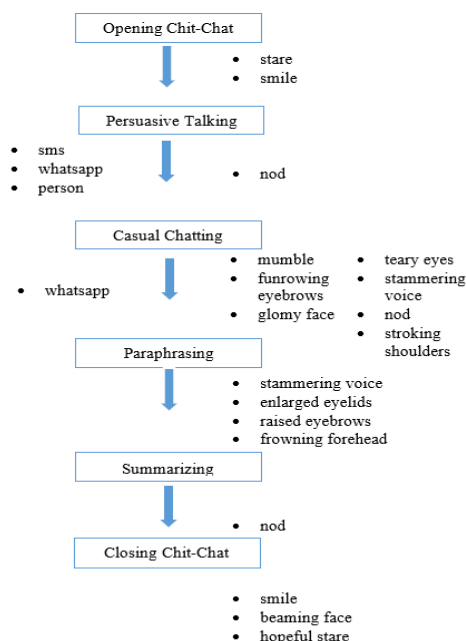 Opening Chit-Chat
• stare
• smile
Persuasive Talking
• sms
• whatsapp
• person
• nod
Casual Chatting
• whatsapp
• mumble
• funrowing
eyebrows
• glomy face
• teary eyes
• stammering
voice
• nod
• stroking
shoulders
Paraphrasing
• stammering voice
• enlarged eyelids
• raised eyebrows
• frowning forehead
Summarizing
• nod
Closing Chit-Chat
• smile
• beaming face
• hopeful stare